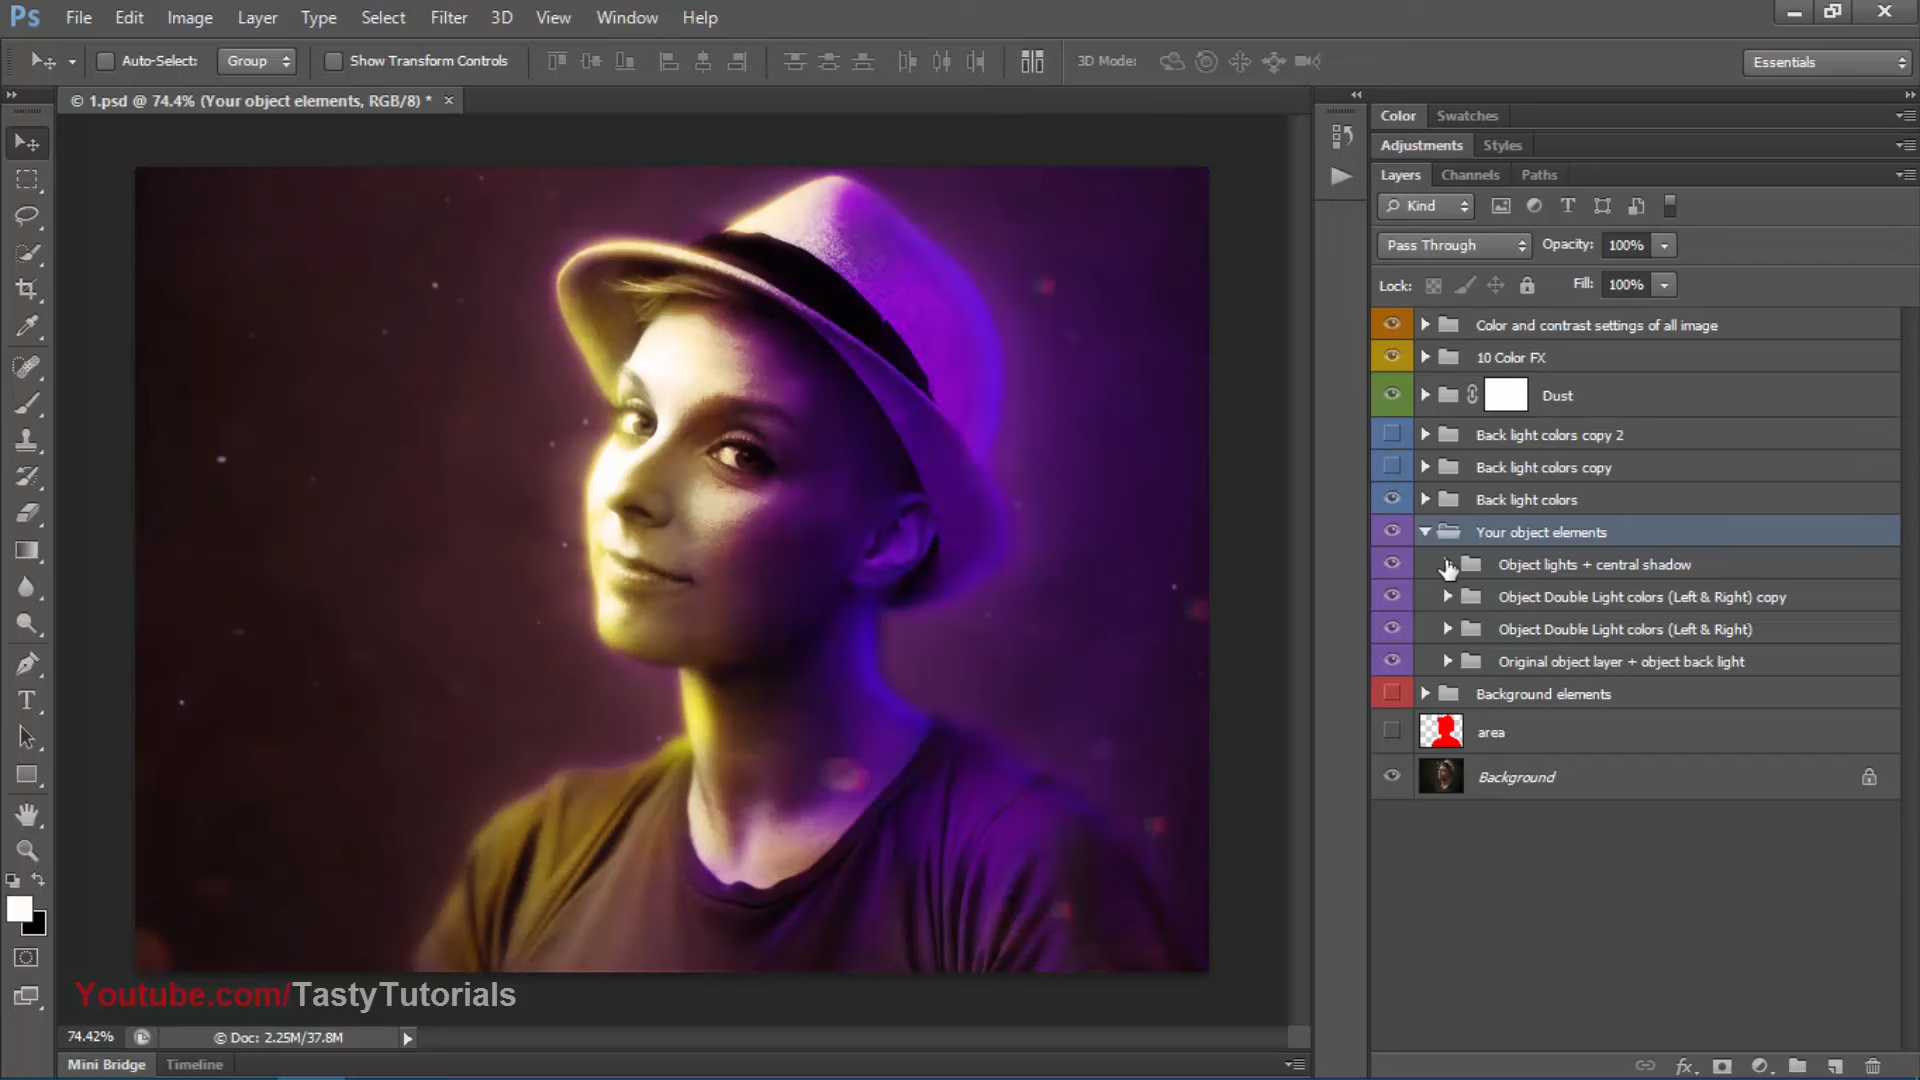 Ps File Edit Image Layer Type Select Filter 3D View Window Help
Auto-Select: Group Show Transform Controls 3D Mode: Essentials
© 1.psd @ 74.4% (Your object elements, RGB/8) * ×
Color Swatches
Adjustments Styles
Layers Channels Paths
Kind
Pass Through Opacity: 100%
Lock: Fill: 100%
Color and contrast settings of all image
10 Color FX
Dust
Back light colors copy 2
Back light colors copy
Back light colors
Your object elements
Object lights + central shadow
Object Double Light colors (Left & Right) copy
Object Double Light colors (Left & Right)
Original object layer + object back light
Background elements
area
Background
Youtube.com/TastyTutorials
74.42% © Doc: 2.25M/37.8M
Mini Bridge Timeline
fx